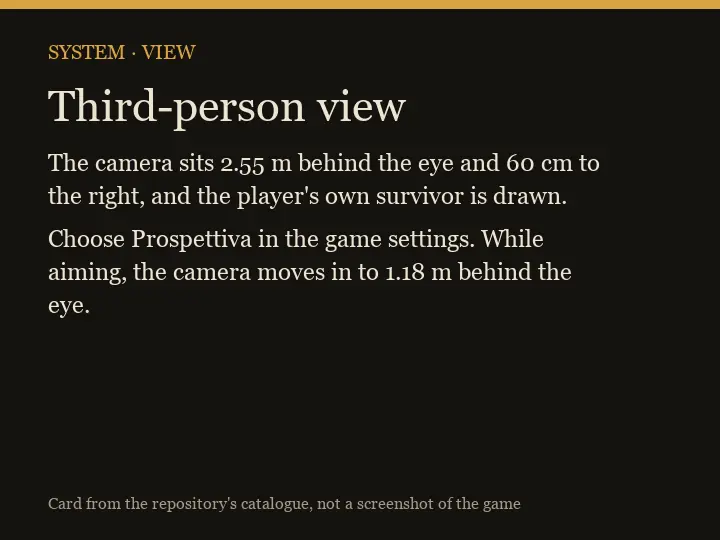 SYSTEM · VIEW
Third-person view
The camera sits 2.55 m behind the eye and 60 cm to
the right, and the player's own survivor is drawn.
Choose Prospettiva in the game settings. While
aiming, the camera moves in to 1.18 m behind the
eye.
Card from the repository's catalogue, not a screenshot of the game